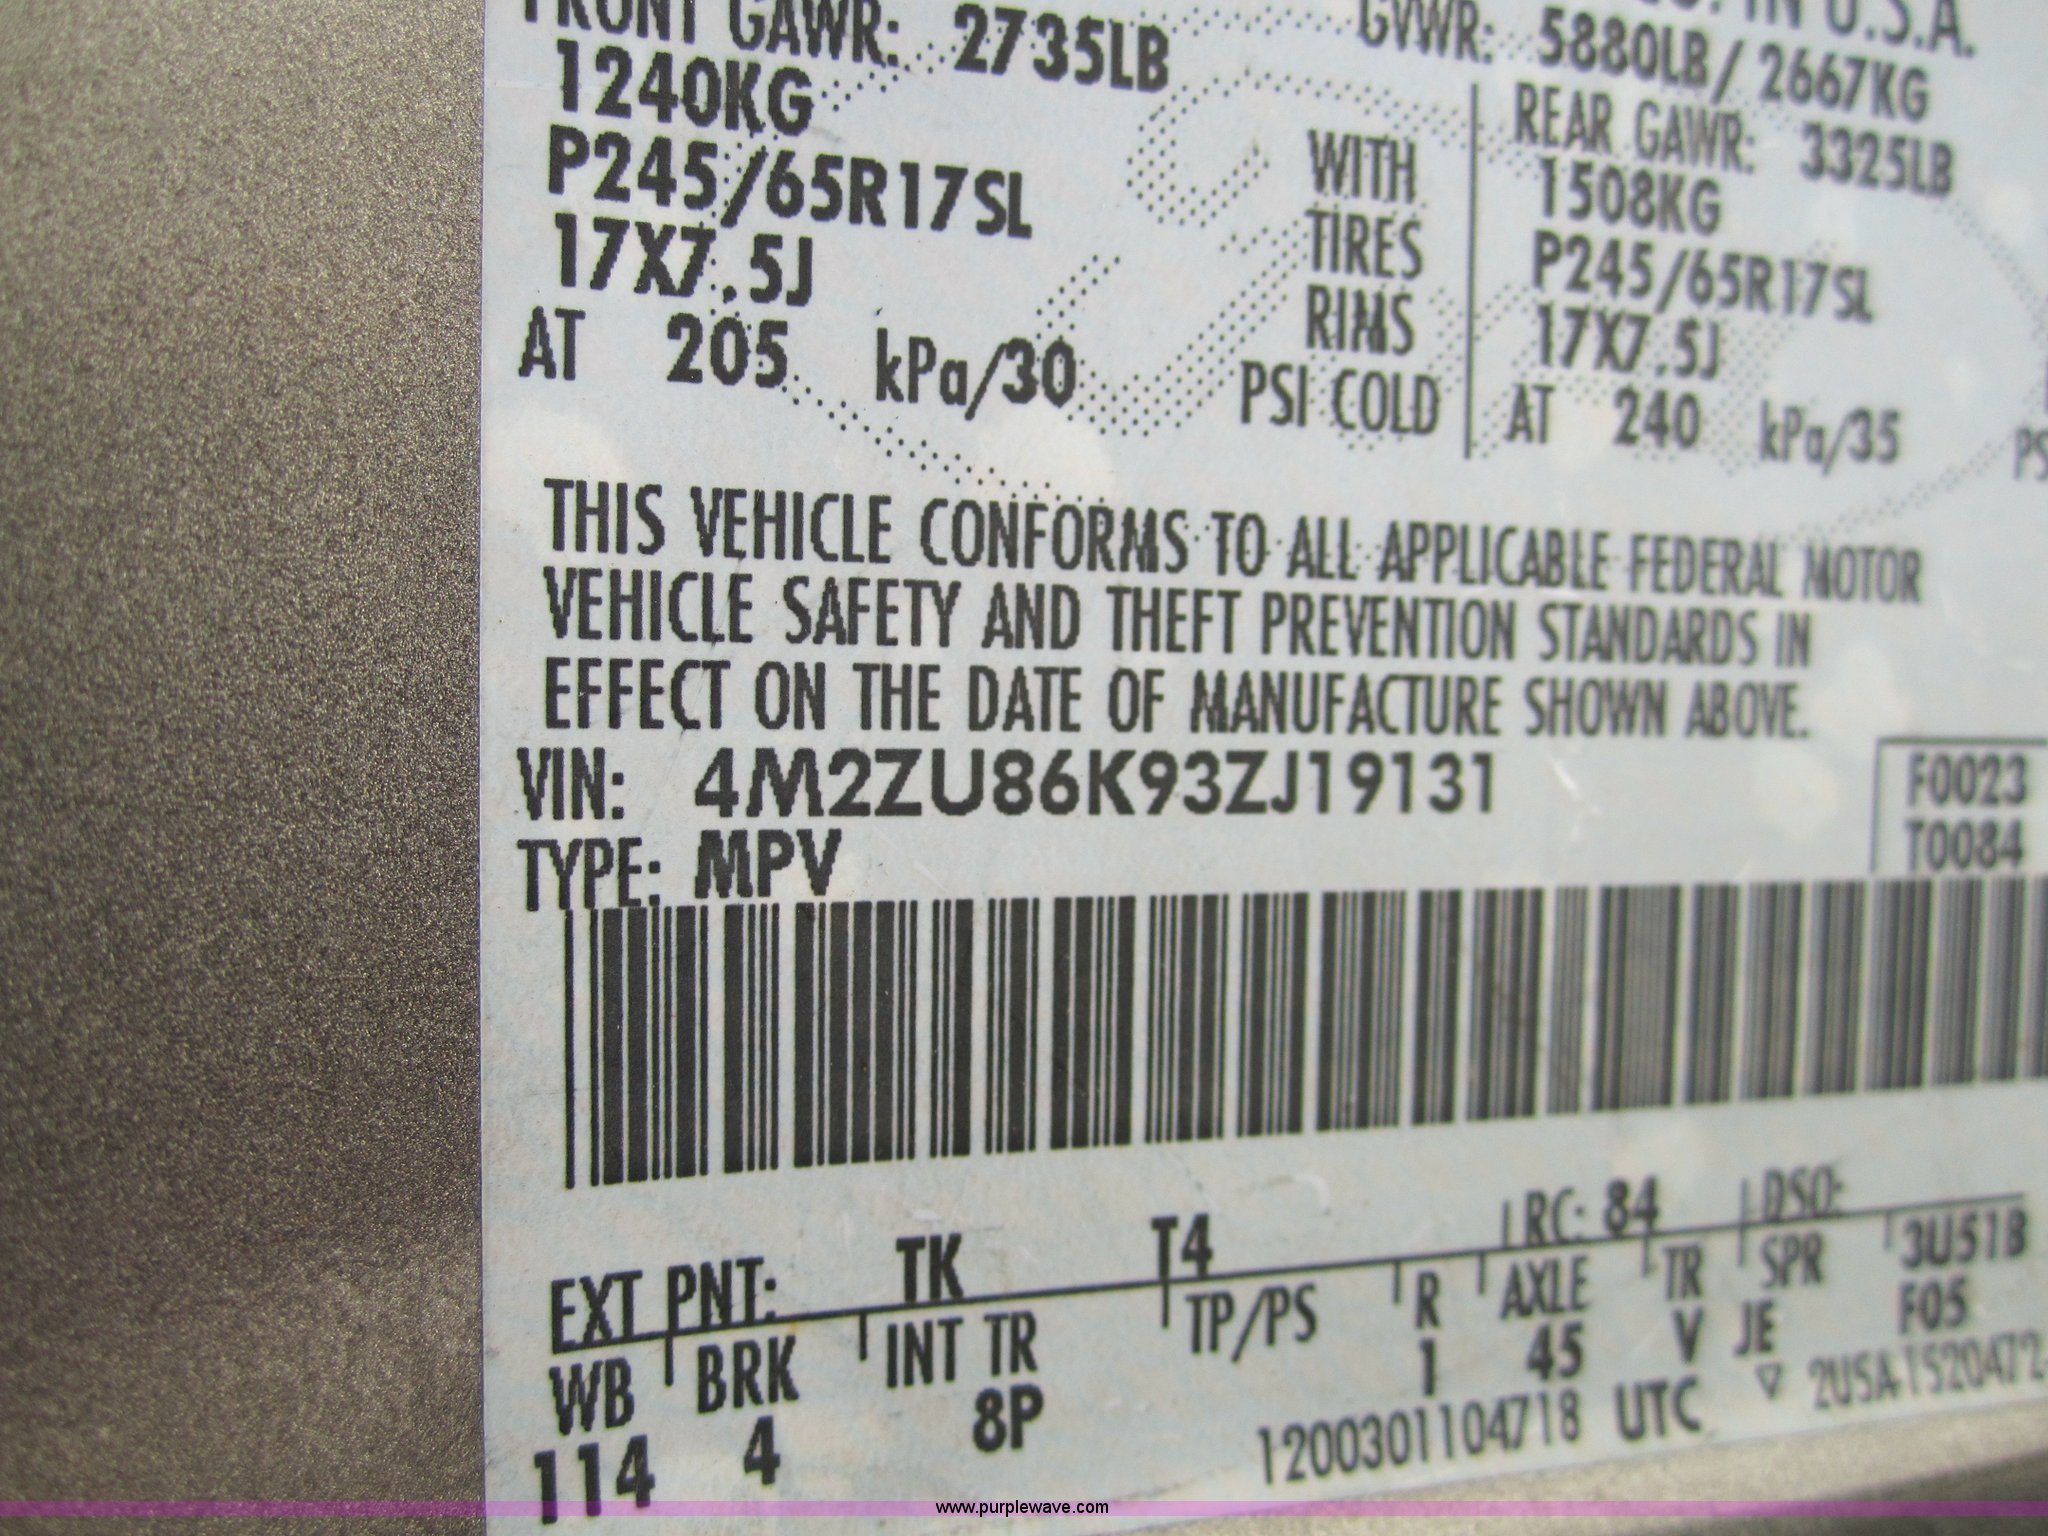 FRONT GAWR: 2735LB
1240KG
P245/65R17SL
17X7.5J
AT 205 kPa/30
WITH
TIRES
RIMS
PSI COLD
IN U.S.A.
GVWR: 5880LB/ 2667KG
REAR GAWR: 3325LB
1508KG
P245/65R17SL
17X7.5J
AT 240 kPa/35
THIS VEHICLE CONFORMS TO ALL APPLICABLE FEDERAL MOTOR
VEHICLE SAFETY AND THEFT PREVENTION STANDARDS IN
EFFECT ON THE DATE OF MANUFACTURE SHOWN ABOVE.
VIN: 4M2ZU86K93ZJ19131
TYPE: MPV
F0023
T0084
EXT PNT: TK T4 RC: 84 DSO:
WB BRK INT TR TP/PS R AXLE TR SPR 3U51B
114 4 8P 1 45 V JE F05
1200301104718 UTC ▽ 2USA1520472
www.purplewave.com